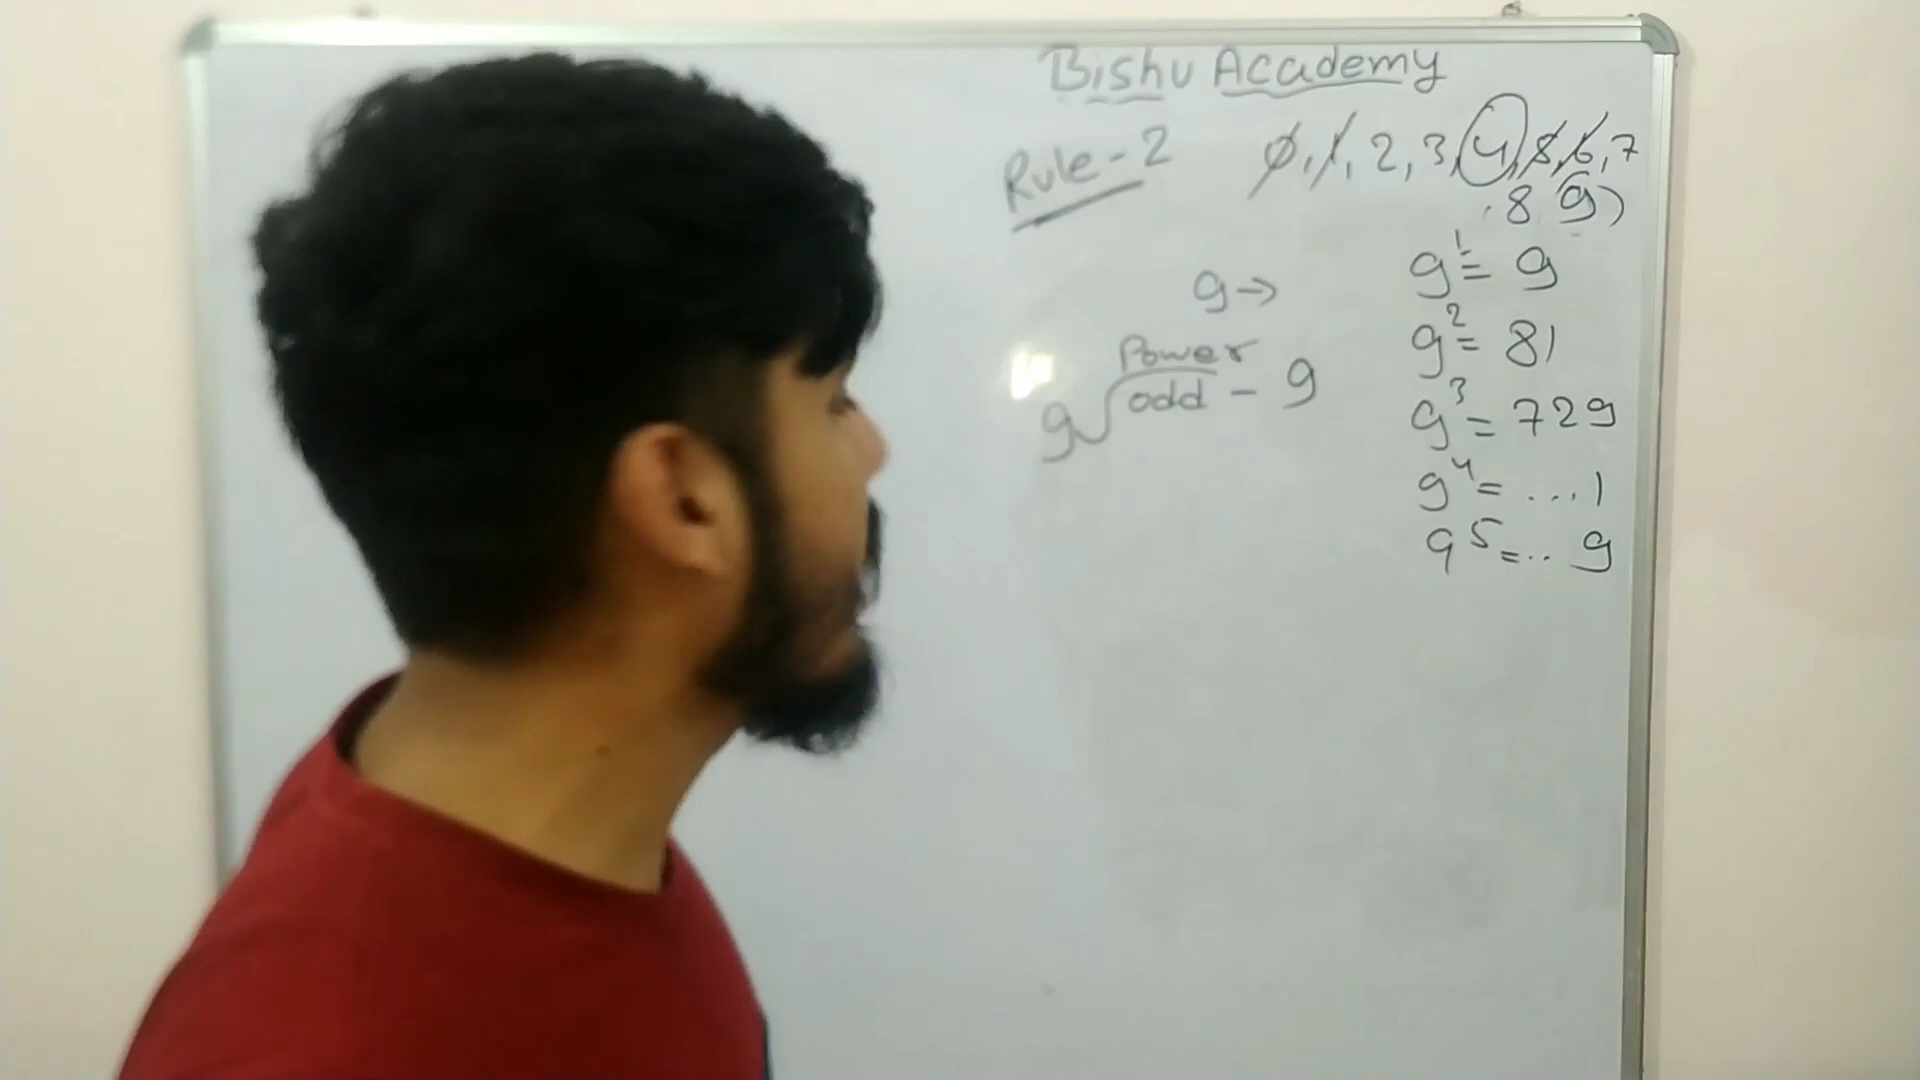 Bishu Academy
Rule-2
0, 1, 2, 3, 4, 5, 6, 7
, 8, 9)
9 →
Power
9 odd - 9
9¹ = 9
9² = 81
9³ = 729
9⁴ = ....1
9⁵ = .. 9